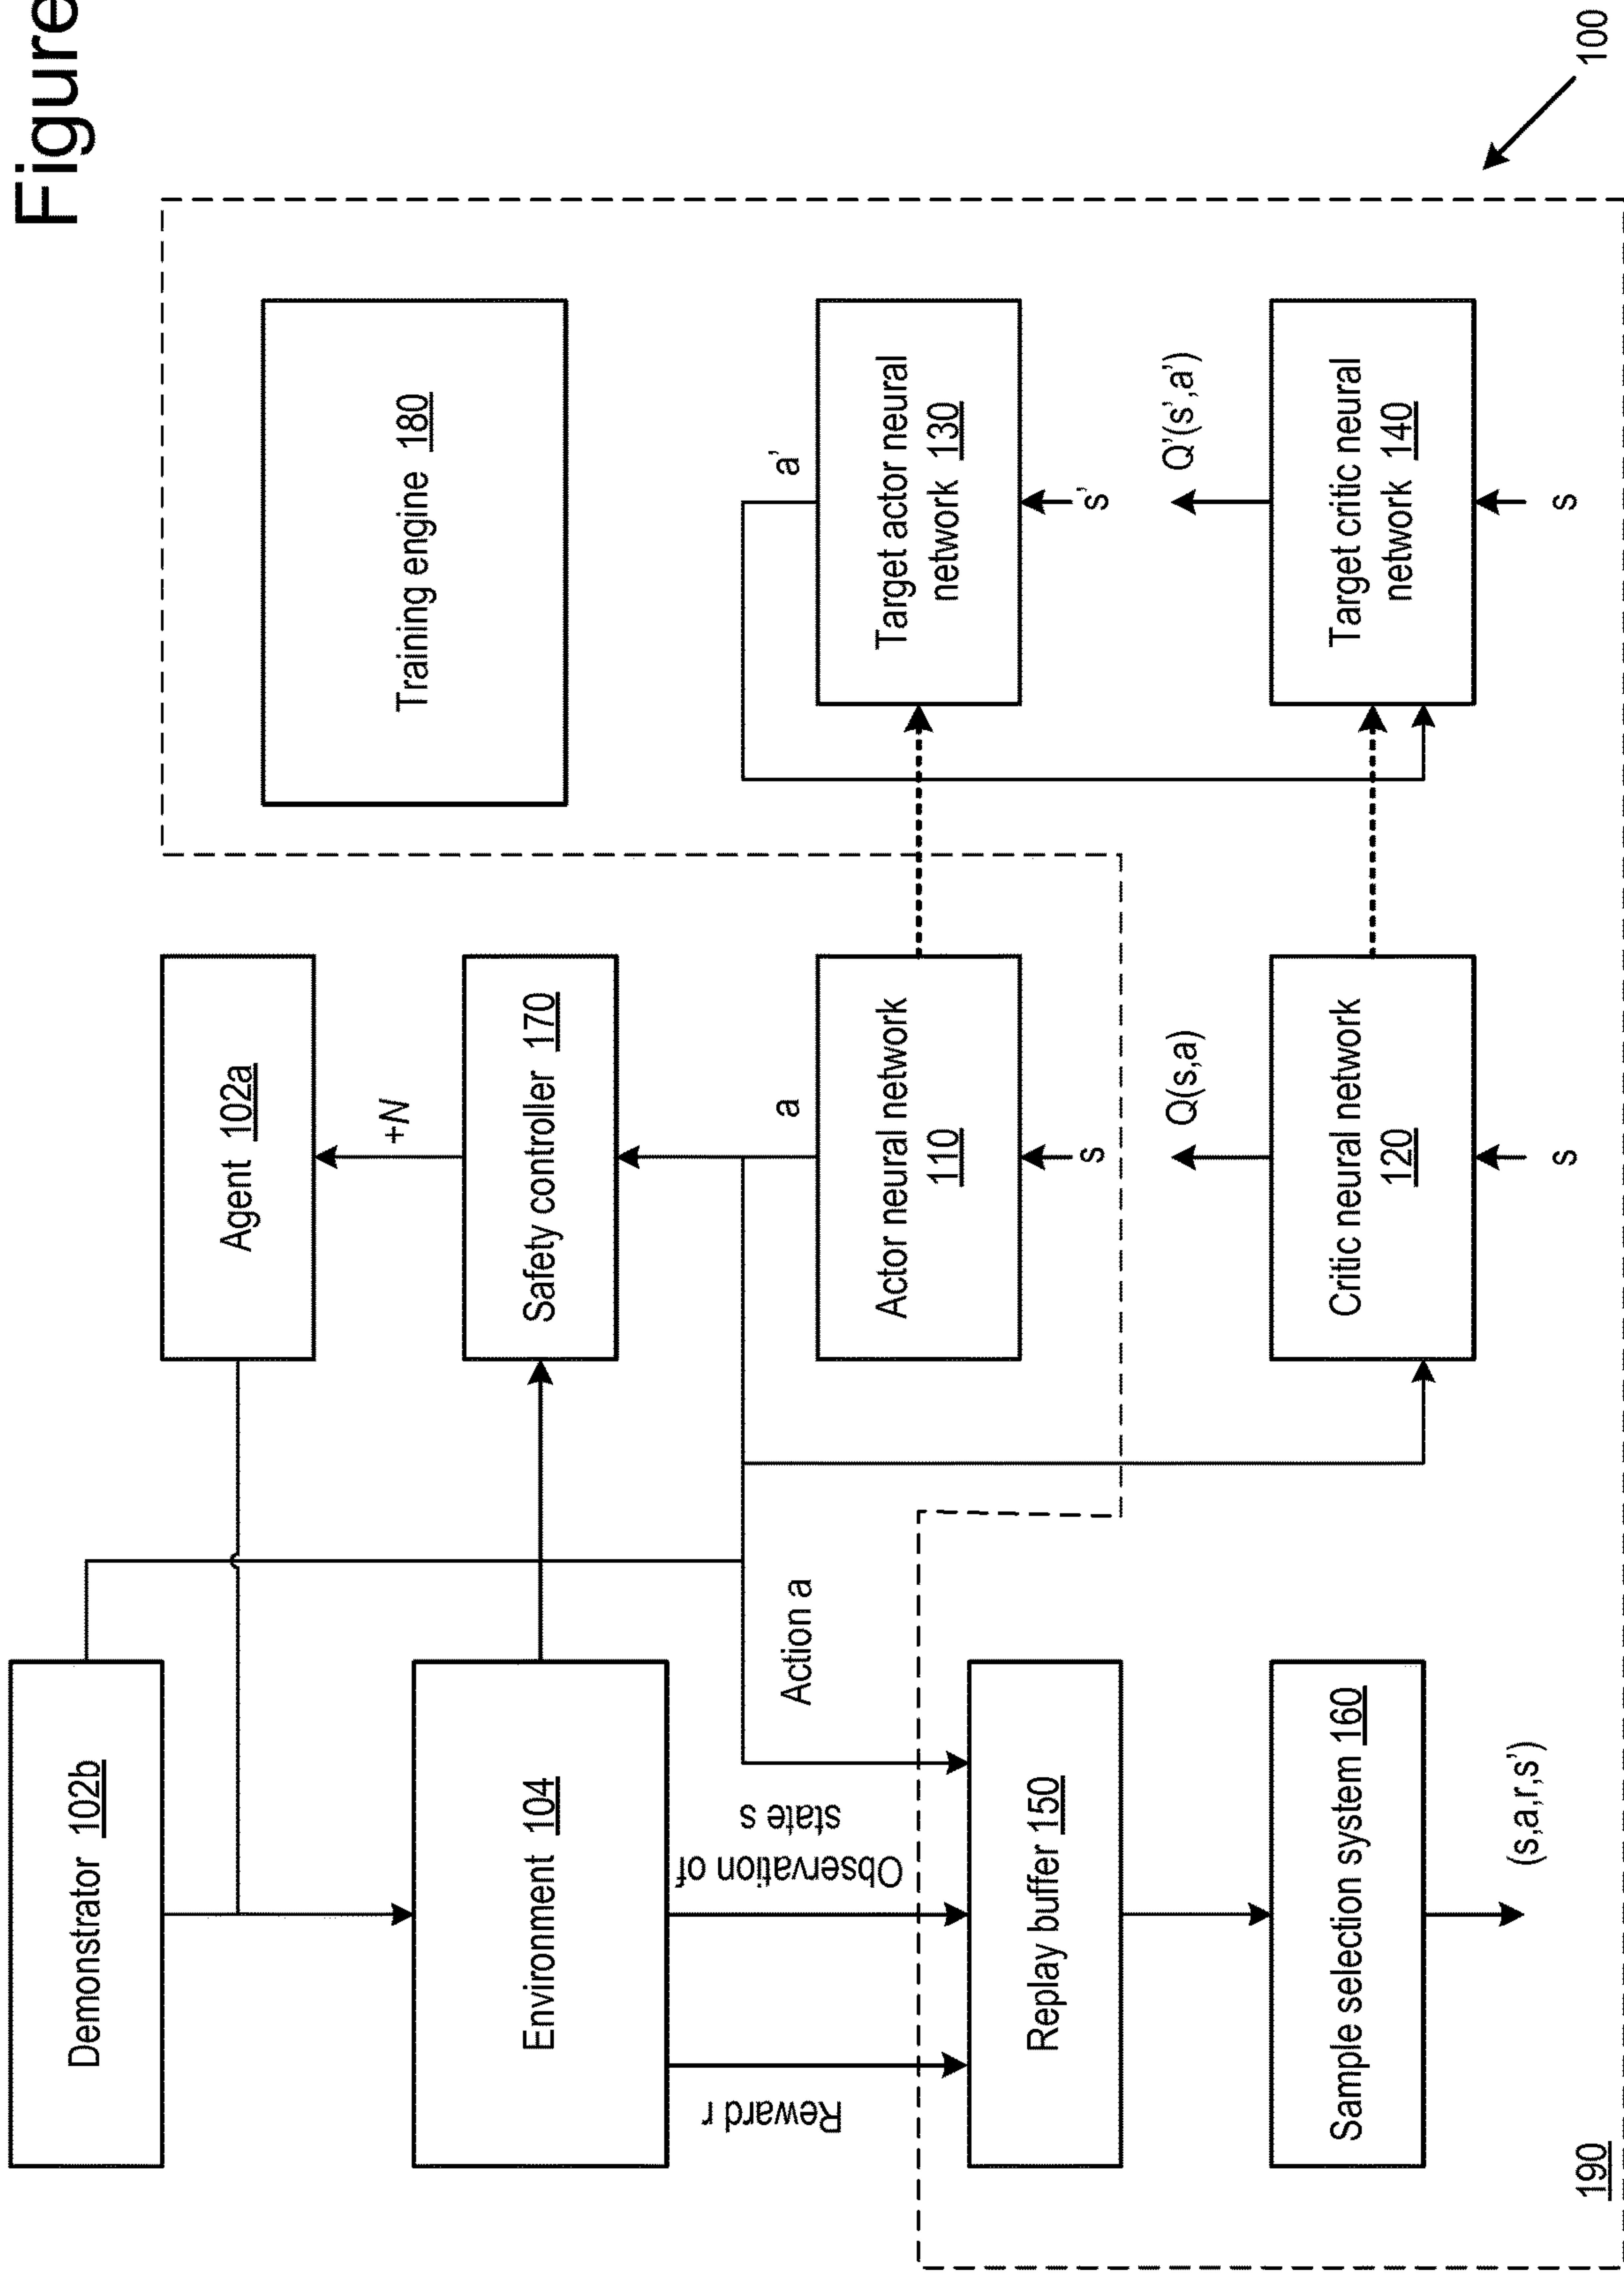 Figure
Demonstrator 102b
Agent 102a
Training engine 180
+N
Environment 104
Safety controller 170
Reward r
Observation of
state s
Action a
a
a'
Actor neural network
110
Target actor neural
network 130
s
s'
Replay buffer 150
Q(s,a)
Q'(s',a')
Sample selection system 160
Critic neural network
120
Target critic neural
network 140
(s,a,r,s')
s
s
190
100